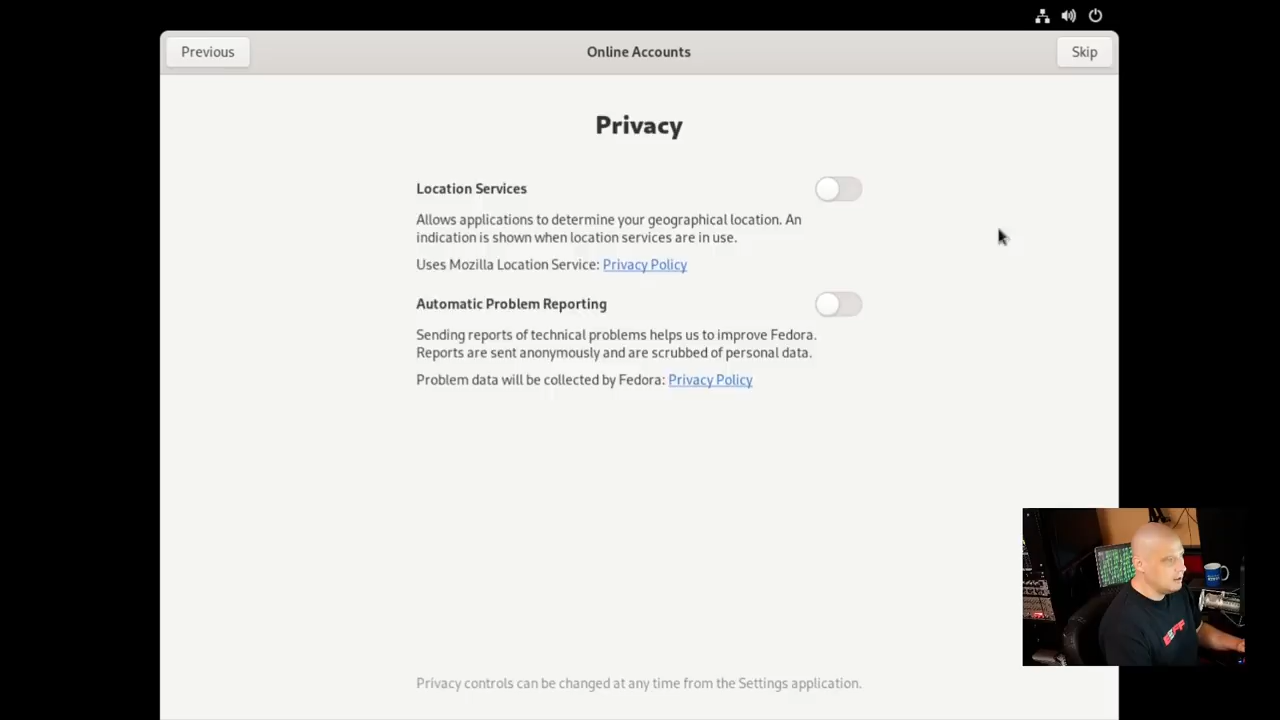 Previous
Online Accounts
Skip
Privacy
Location Services
Allows applications to determine your geographical location. An
indication is shown when location services are in use.
Uses Mozilla Location Service: Privacy Policy
Automatic Problem Reporting
Sending reports of technical problems helps us to improve Fedora.
Reports are sent anonymously and are scrubbed of personal data.
Problem data will be collected by Fedora: Privacy Policy
Privacy controls can be changed at any time from the Settings application.